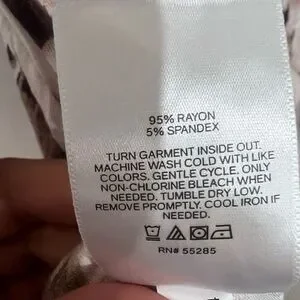 95% RAYON
5% SPANDEX
TURN GARMENT INSIDE OUT.
MACHINE WASH COLD WITH LIKE
COLORS. GENTLE CYCLE. ONLY
NON-CHLORINE BLEACH WHEN
NEEDED. TUMBLE DRY LOW.
REMOVE PROMPTLY. COOL IRON IF
NEEDED.
RN# 55285